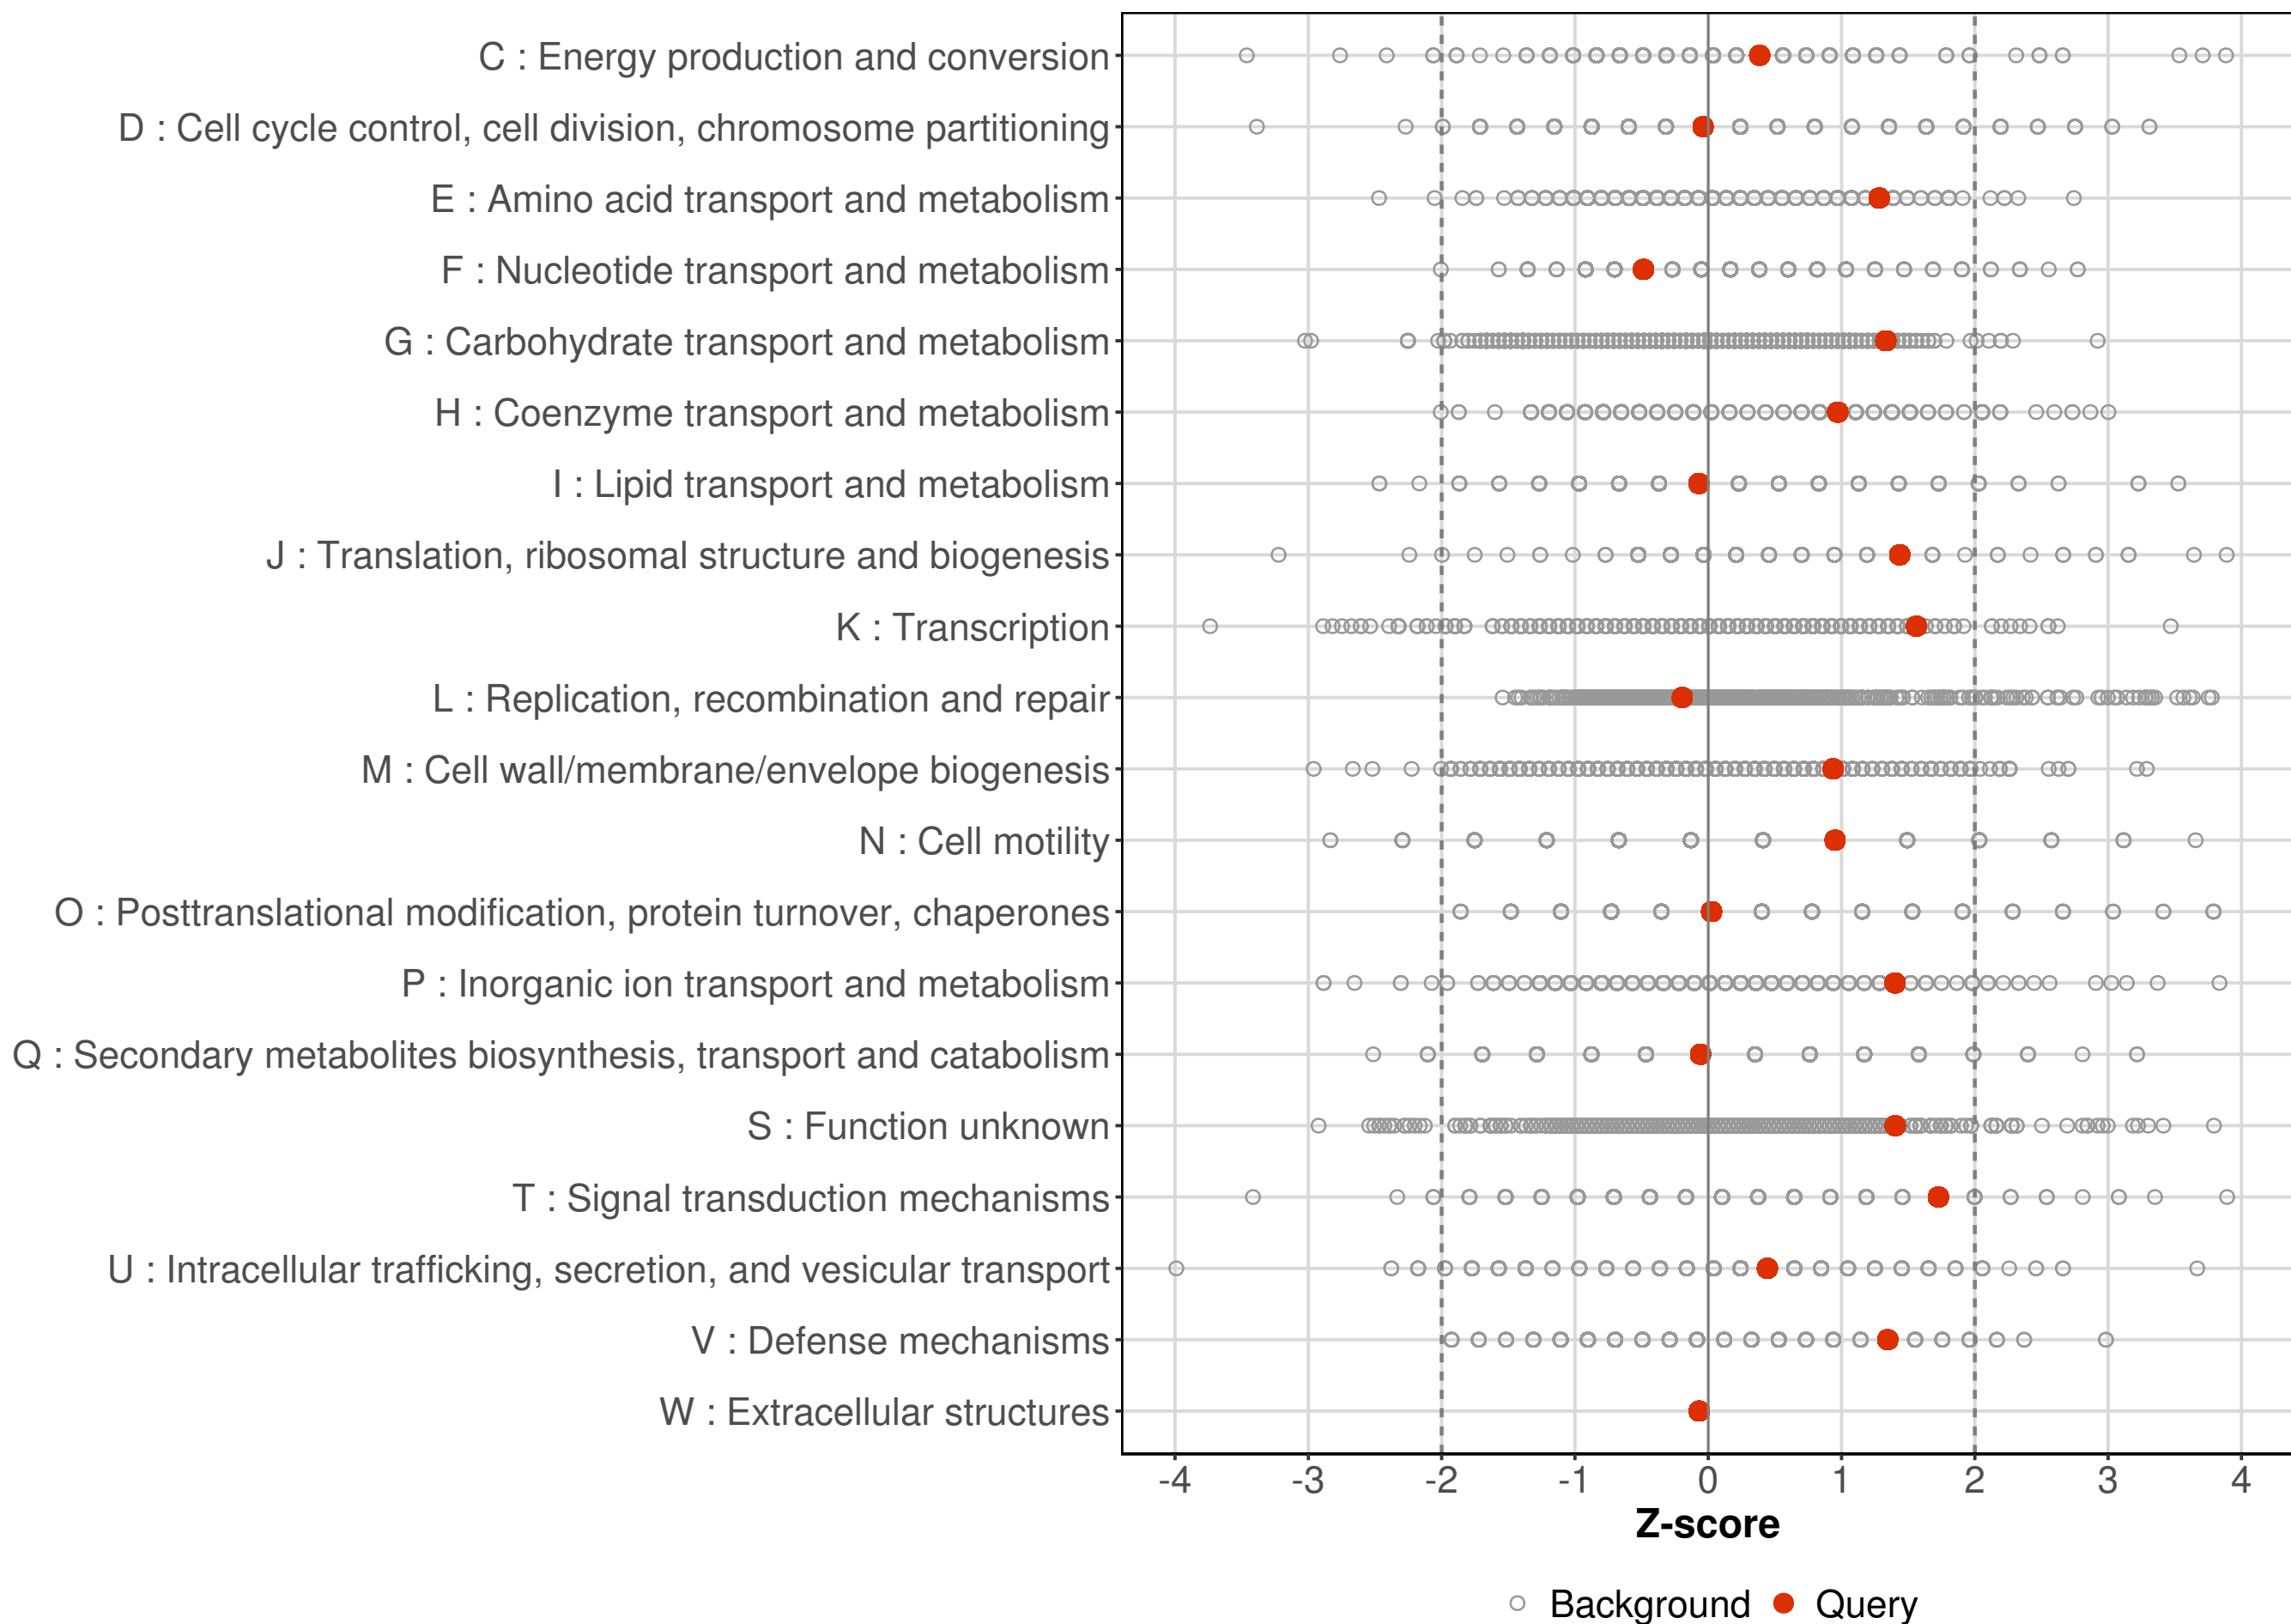 C : Energy production and conversion
D : Cell cycle control, cell division, chromosome partitioning
E : Amino acid transport and metabolism
F : Nucleotide transport and metabolism
G : Carbohydrate transport and metabolism
H : Coenzyme transport and metabolism
I : Lipid transport and metabolism
J : Translation, ribosomal structure and biogenesis
K : Transcription
L : Replication, recombination and repair
M : Cell wall/membrane/envelope biogenesis
N : Cell motility
O : Posttranslational modification, protein turnover, chaperones
P : Inorganic ion transport and metabolism
Q : Secondary metabolites biosynthesis, transport and catabolism
S : Function unknown
T : Signal transduction mechanisms
U : Intracellular trafficking, secretion, and vesicular transport
V : Defense mechanisms
W : Extracellular structures
-4 -3 -2 -1 0 1 2 3 4
Z-score
Background Query